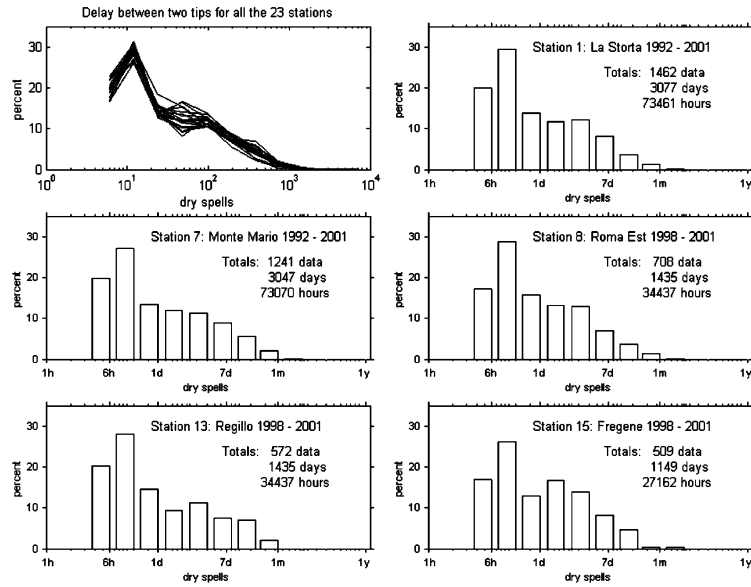 Delay between two tips for all the 23 stations
percent
30
20
10
0
10^0 10^1 10^2 10^3 10^4
dry spells
Station 1: La Storta 1992 - 2001
Totals: 1462 data
3077 days
73461 hours
percent
30
20
10
0
1h 6h 1d 7d 1m 1y
dry spells
Station 7: Monte Mario 1992 - 2001
Totals: 1241 data
3047 days
73070 hours
percent
30
20
10
0
1h 6h 1d 7d 1m 1y
dry spells
Station 8: Roma Est 1998 - 2001
Totals: 708 data
1435 days
34437 hours
percent
30
20
10
0
1h 6h 1d 7d 1m 1y
dry spells
Station 13: Regillo 1998 - 2001
Totals: 572 data
1435 days
34437 hours
percent
30
20
10
0
1h 6h 1d 7d 1m 1y
dry spells
Station 15: Fregene 1998 - 2001
Totals: 509 data
1149 days
27162 hours
percent
30
20
10
0
1h 6h 1d 7d 1m 1y
dry spells